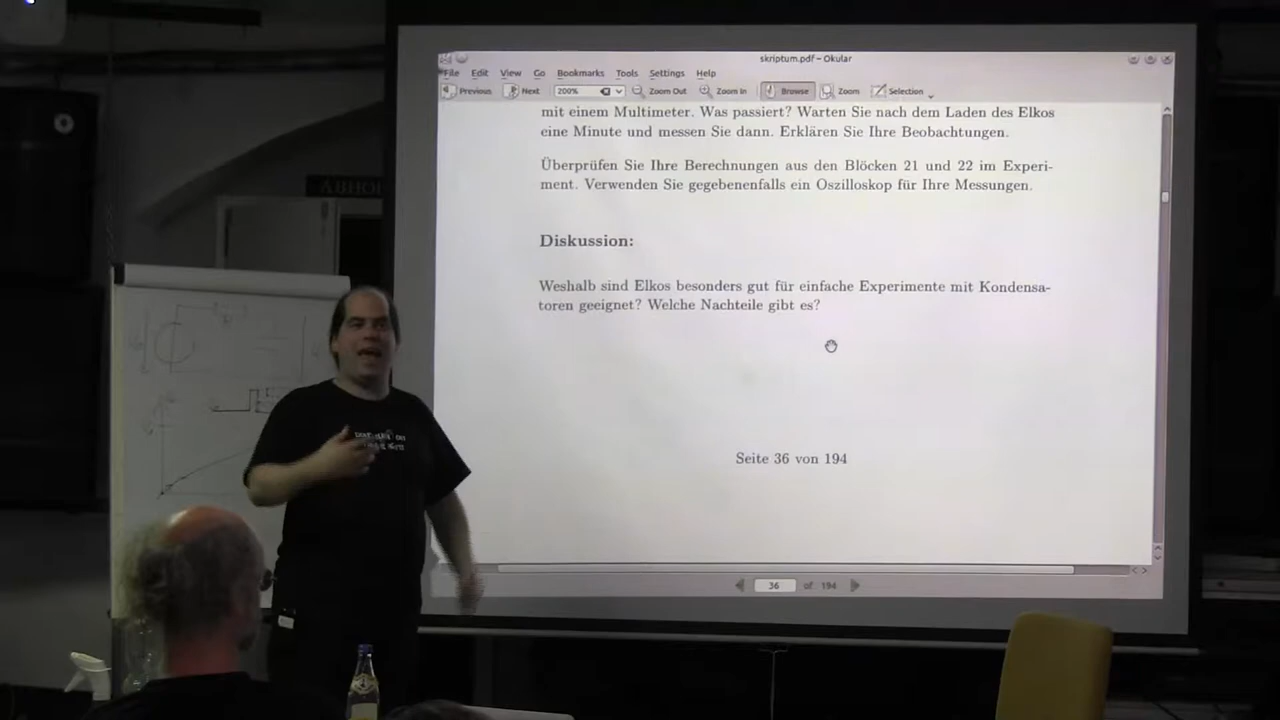 skriptum.pdf – Okular
File Edit View Go Bookmarks Tools Settings Help
Previous Next 200% Zoom Out Zoom In Browse Zoom Selection
mit einem Multimeter. Was passiert? Warten Sie nach dem Laden des Elkos
eine Minute und messen Sie dann. Erklären Sie Ihre Beobachtungen.
Überprüfen Sie Ihre Berechnungen aus den Blöcken 21 und 22 im Experi-
ment. Verwenden Sie gegebenenfalls ein Oszilloskop für Ihre Messungen.
Diskussion:
Weshalb sind Elkos besonders gut für einfache Experimente mit Kondensa-
toren geeignet? Welche Nachteile gibt es?
Seite 36 von 194
36 of 194